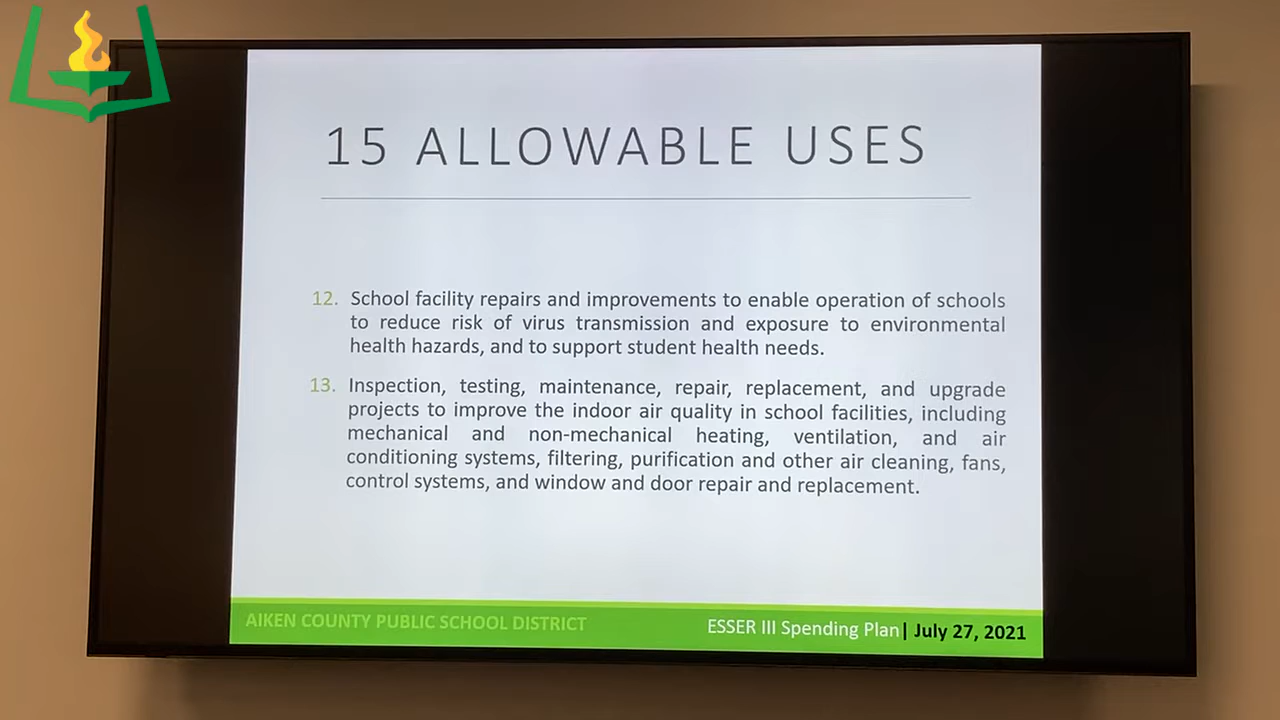 15 ALLOWABLE USES
12. School facility repairs and improvements to enable operation of schools
to reduce risk of virus transmission and exposure to environmental
health hazards, and to support student health needs.
13. Inspection, testing, maintenance, repair, replacement, and upgrade
projects to improve the indoor air quality in school facilities, including
mechanical and non-mechanical heating, ventilation, and air
conditioning systems, filtering, purification and other air cleaning, fans,
control systems, and window and door repair and replacement.
AIKEN COUNTY PUBLIC SCHOOL DISTRICT
ESSER III Spending Plan| July 27, 2021